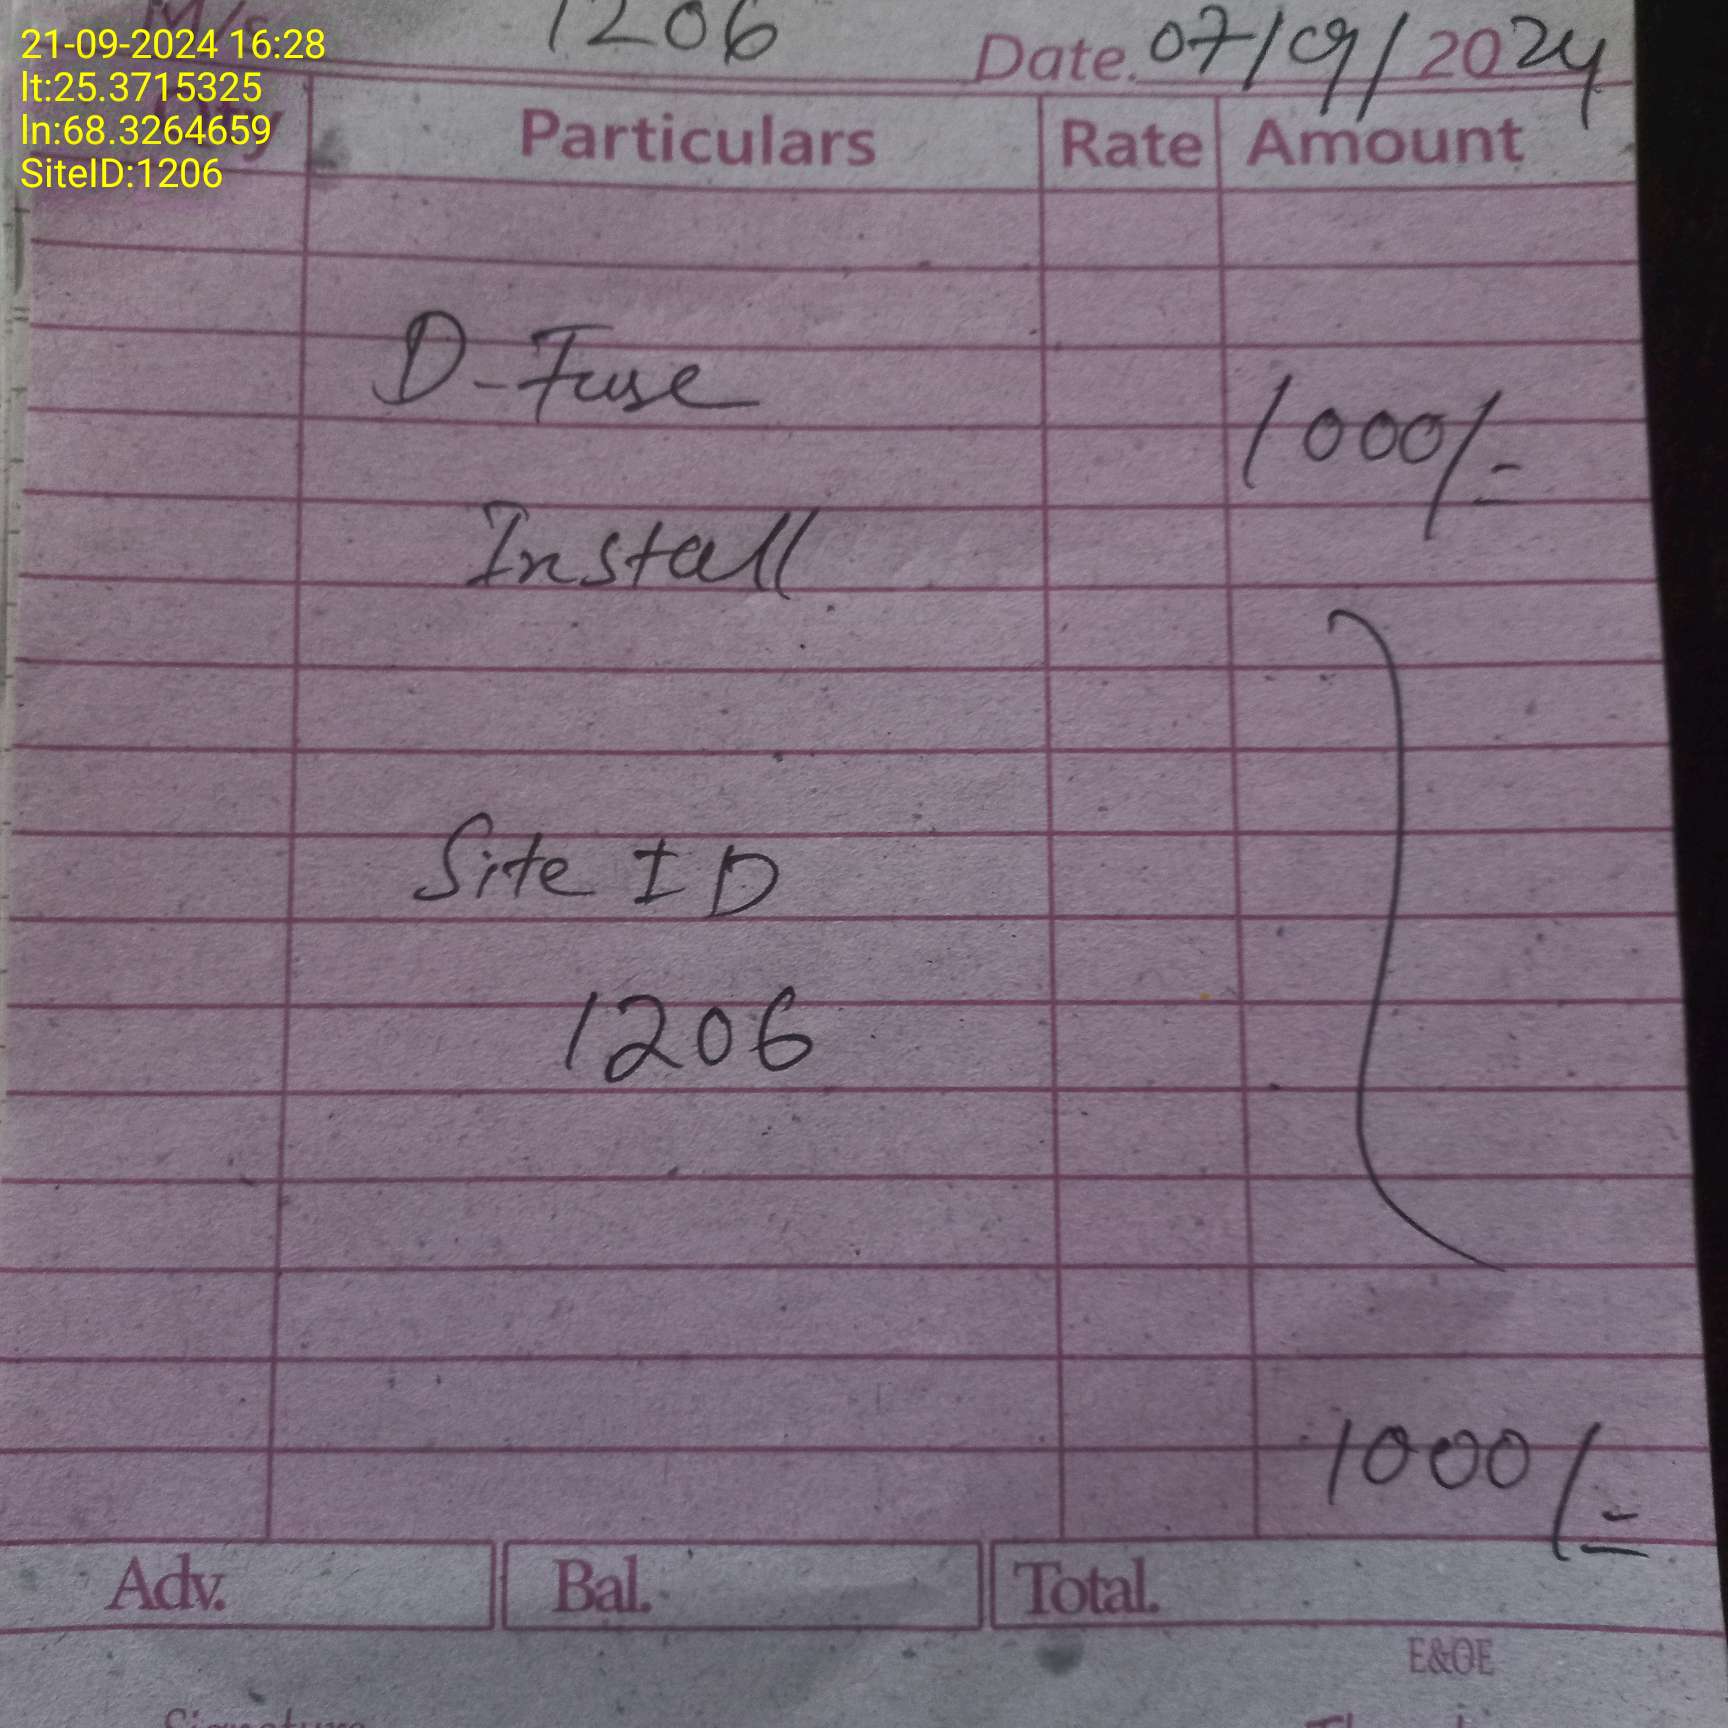 21-09-2024 16:28
lt:25.3715325
ln:68.3264659
SiteID:1206
M/s 1206
Date. 07/09/2024
Particulars Rate Amount
D-Fuse
1000/=
Install
Site ID
1206
1000/=
Adv. Bal. Total.
E&OE
Signature